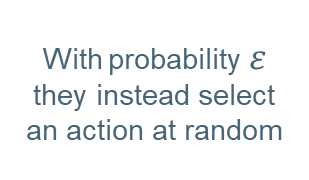 With probability ε
they instead select
an action at random